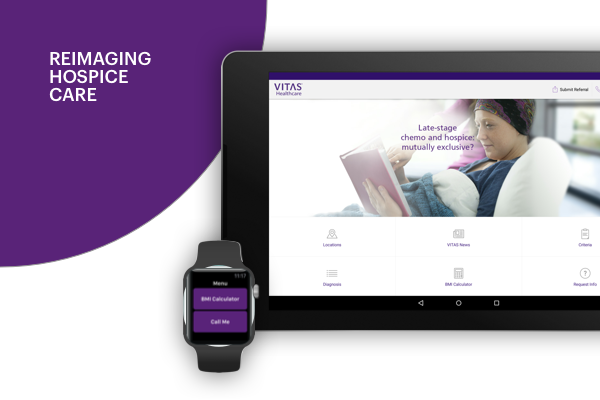 REIMAGING
HOSPICE
CARE
VITAS
Healthcare
Submit Referral
Late-stage
chemo and hospice:
mutually exclusive?
Locations
VITAS News
Criteria
Diagnosis
BMI Calculator
Request Info
11:17
Menu
BMI Calculator
Call Me